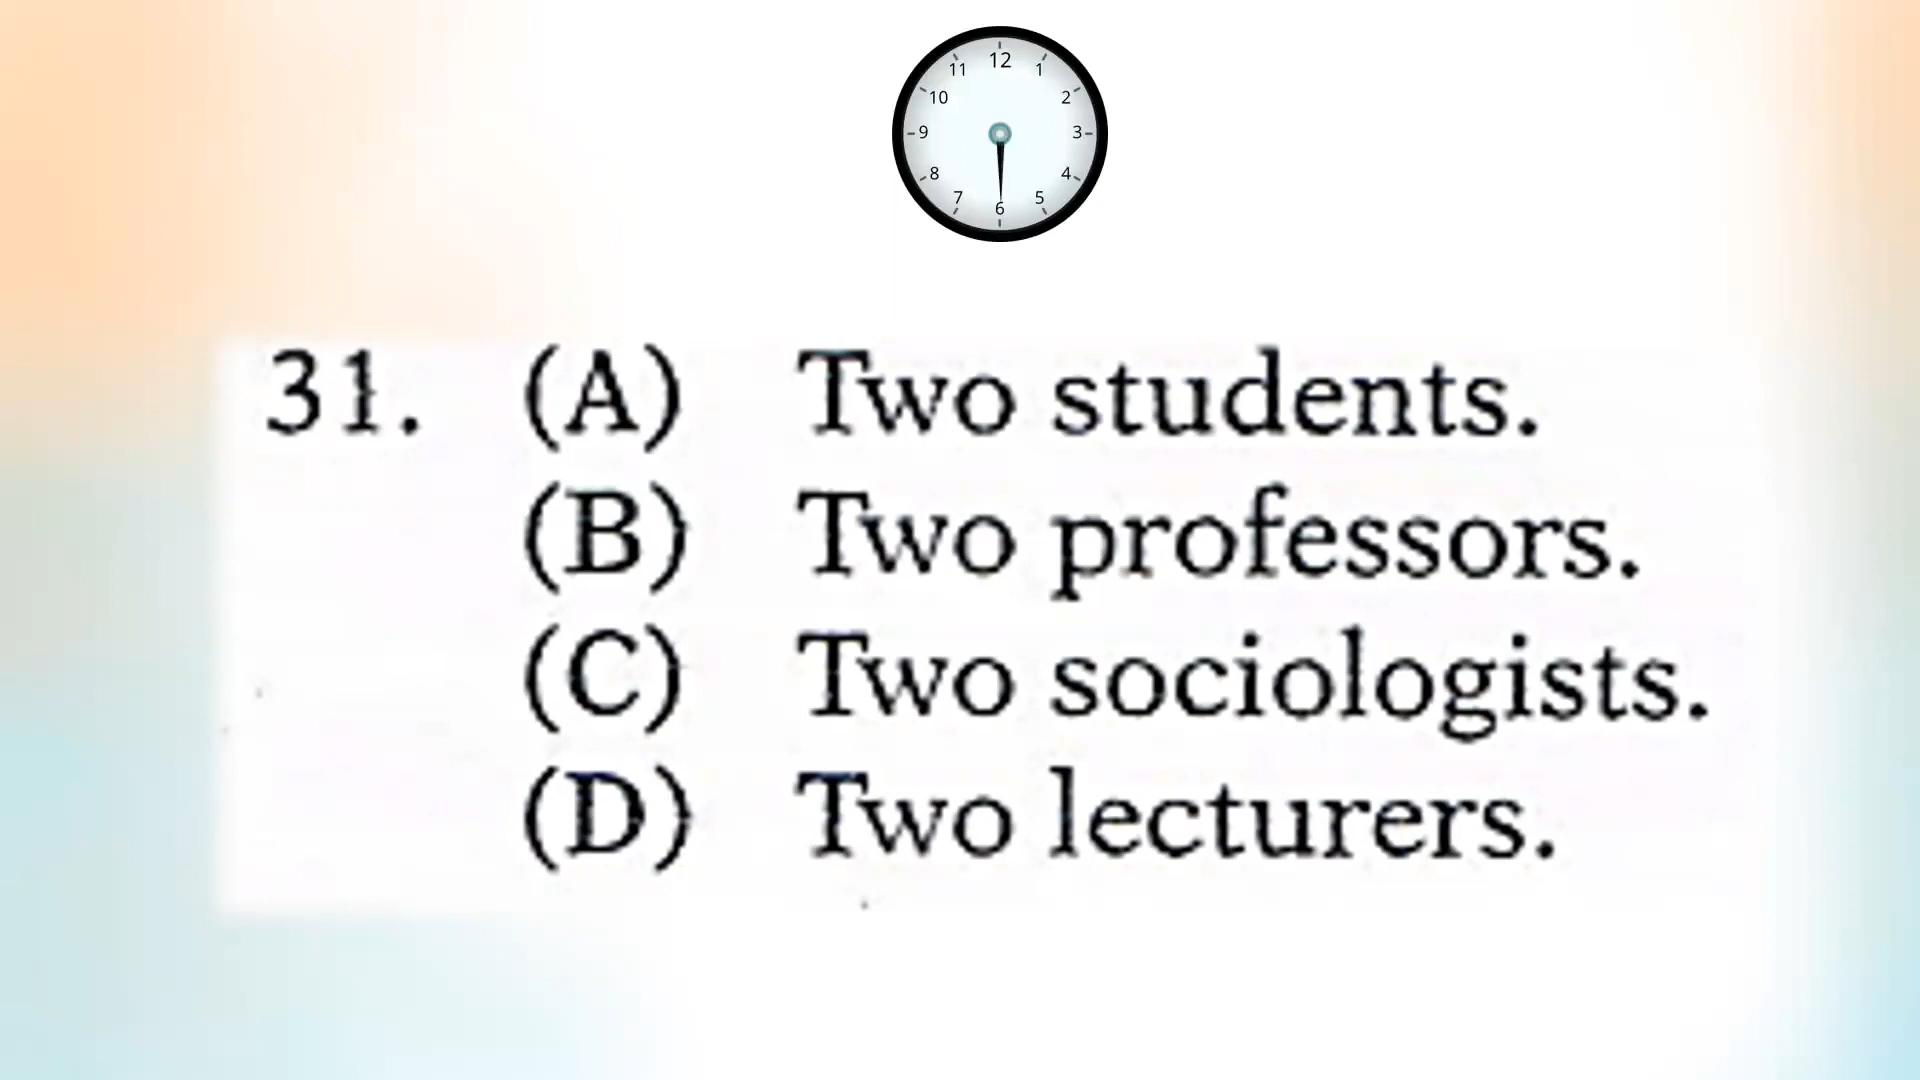 12
11 1
10 2
9 3
8 4
7 5
6
31. (A) Two students.
(B) Two professors.
(C) Two sociologists.
(D) Two lecturers.